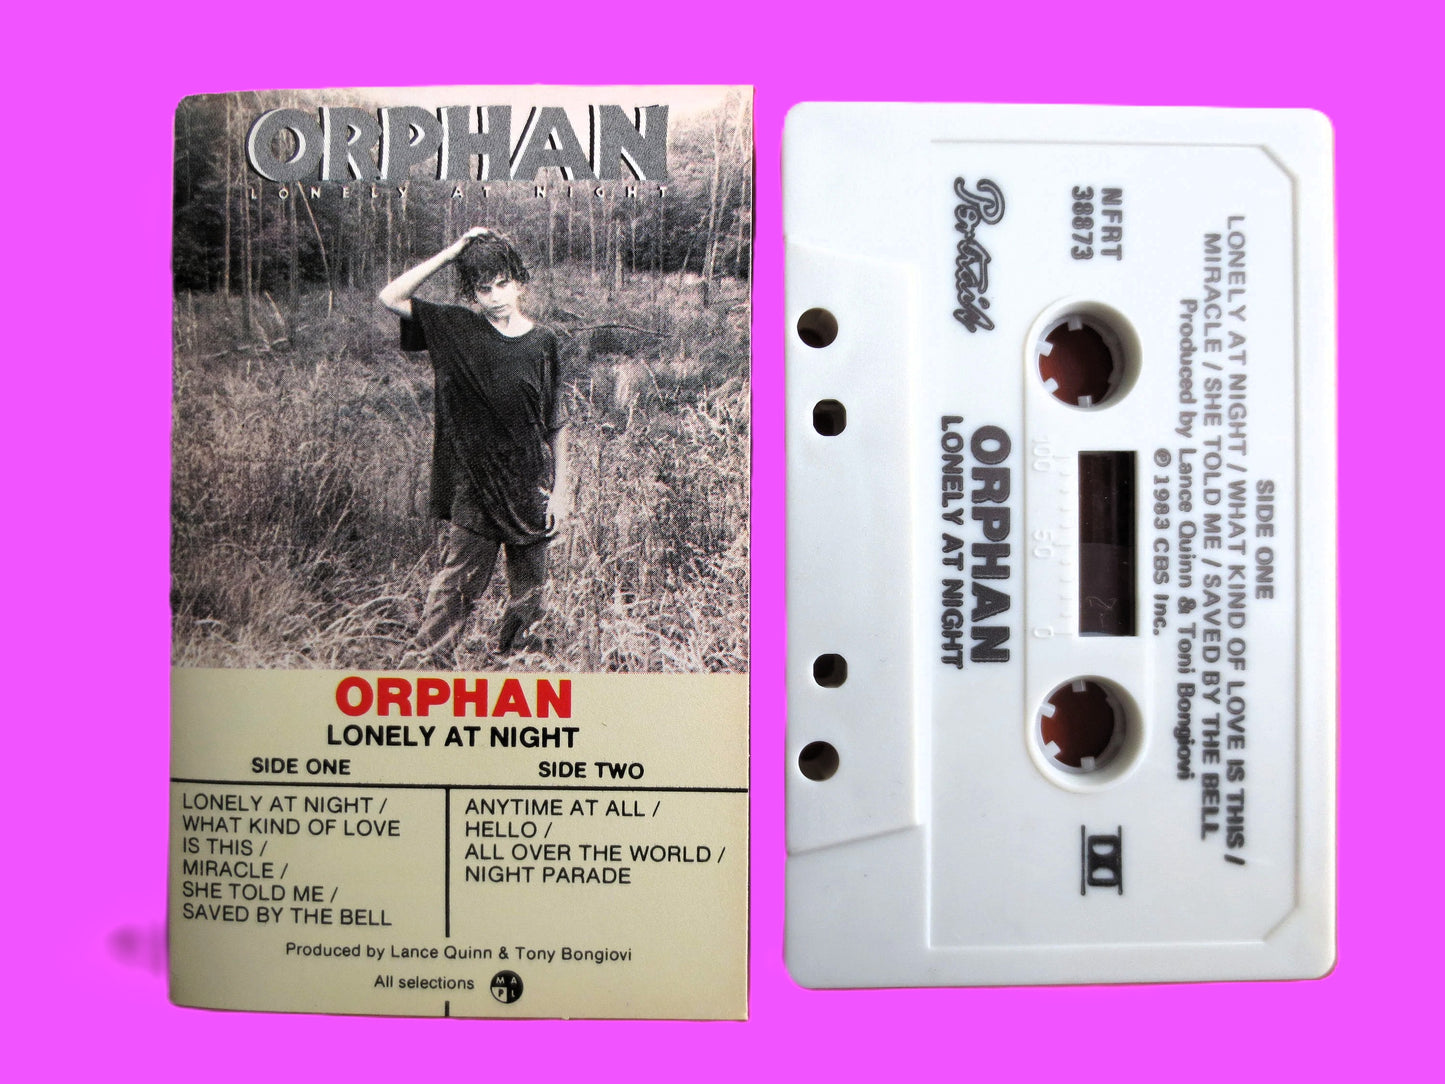 ORPHAN
LONELY AT NIGHT
ORPHAN
LONELY AT NIGHT
SIDE ONE
LONELY AT NIGHT /
WHAT KIND OF LOVE
IS THIS /
MIRACLE /
SHE TOLD ME /
SAVED BY THE BELL
SIDE TWO
ANYTIME AT ALL /
HELLO /
ALL OVER THE WORLD /
NIGHT PARADE
Produced by Lance Quinn & Tony Bongiovi
All selections
M A
P L
SIDE ONE
LONELY AT NIGHT / WHAT KIND OF LOVE IS THIS /
MIRACLE / SHE TOLD ME / SAVED BY THE BELL
Produced by Lance Quinn & Toni Bongiovi
℗ 1983 CBS Inc.
NFRT
38873
Portrait
ORPHAN
LONELY AT NIGHT
100 50 0